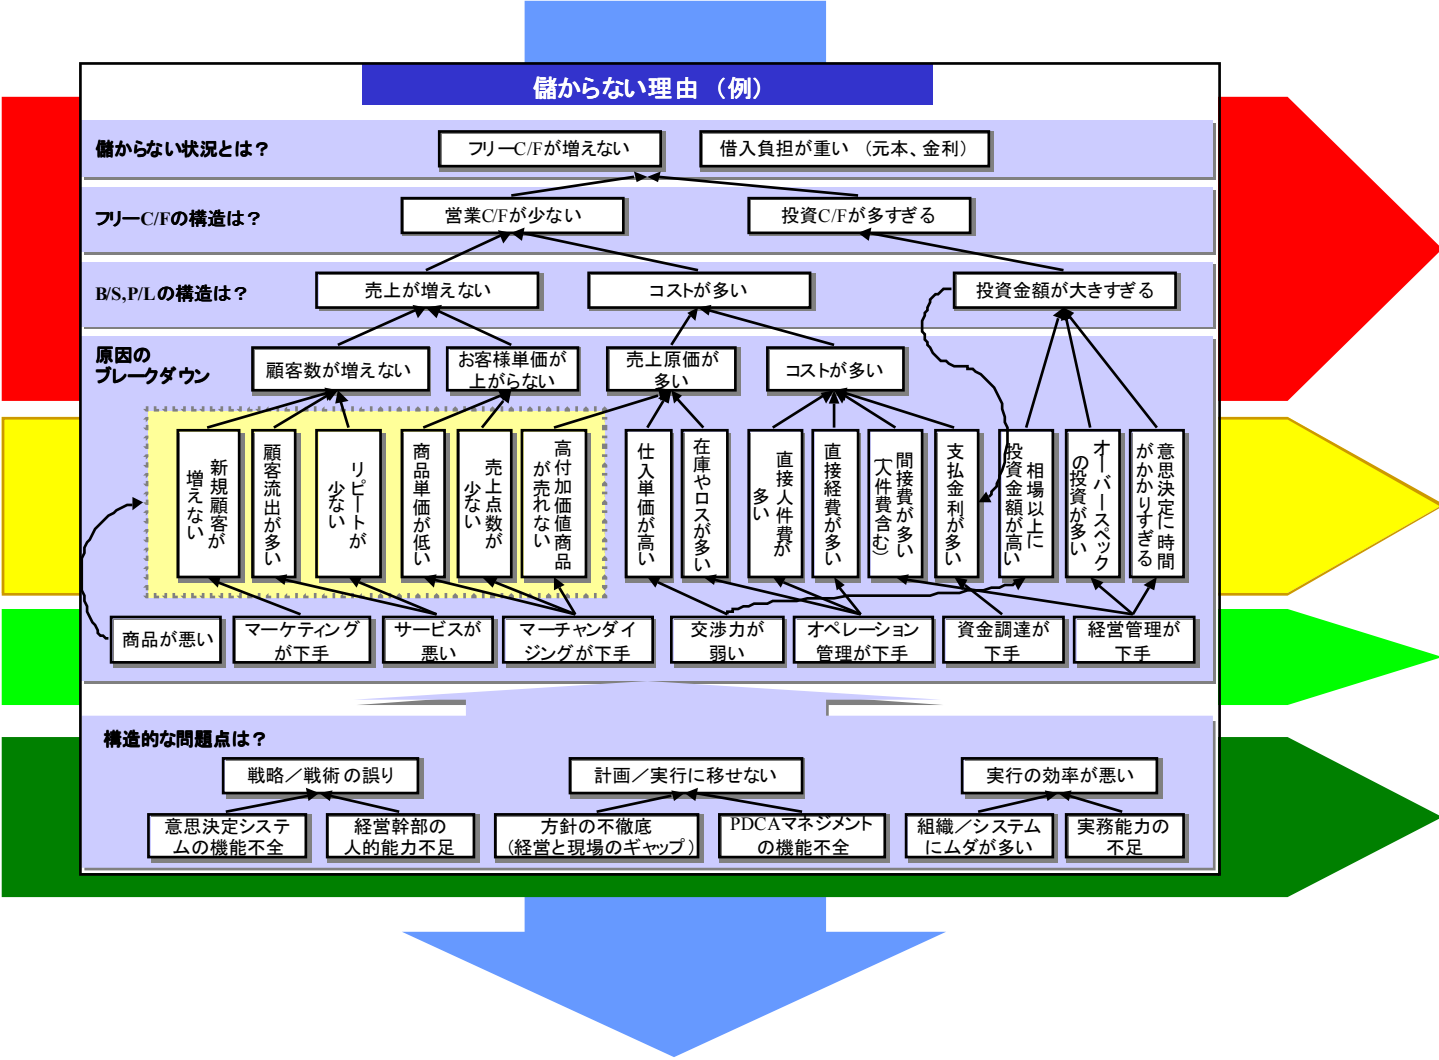 儲からない理由（例）
儲からない状況とは？
フリーC/Fが増えない
借入負担が重い（元本、金利）
フリーC/Fの構造は？
営業C/Fが少ない
投資C/Fが多すぎる
B/S,P/Lの構造は？
売上が増えない
コストが多い
投資金額が大きすぎる
原因の
ブレークダウン
顧客数が増えない
お客様単価が
上がらない
売上原価が
多い
コストが多い
新規顧客が
増えない
顧客流出が多い
リピートが
少ない
商品単価が低い
売上点数が
少ない
高付加価値商品
が売れない
仕入単価が高い
在庫やロスが多い
直接人件費が
多い
直接経費が多い
間接費が多い
（人件費含む）
支払金利が多い
相場以上に
投資金額が高い
オーバースペック
の投資が多い
意思決定に時間
がかかりすぎる
商品が悪い
マーケティング
が下手
サービスが
悪い
マーチャンダイ
ジングが下手
交渉力が
弱い
オペレーション
管理が下手
資金調達が
下手
経営管理が
下手
構造的な問題点は？
戦略／戦術の誤り
計画／実行に移せない
実行の効率が悪い
意思決定システ
ムの機能不全
経営幹部の
人的能力不足
方針の不徹底
（経営と現場のギャップ）
PDCAマネジメント
の機能不全
組織／システム
にムダが多い
実務能力の
不足